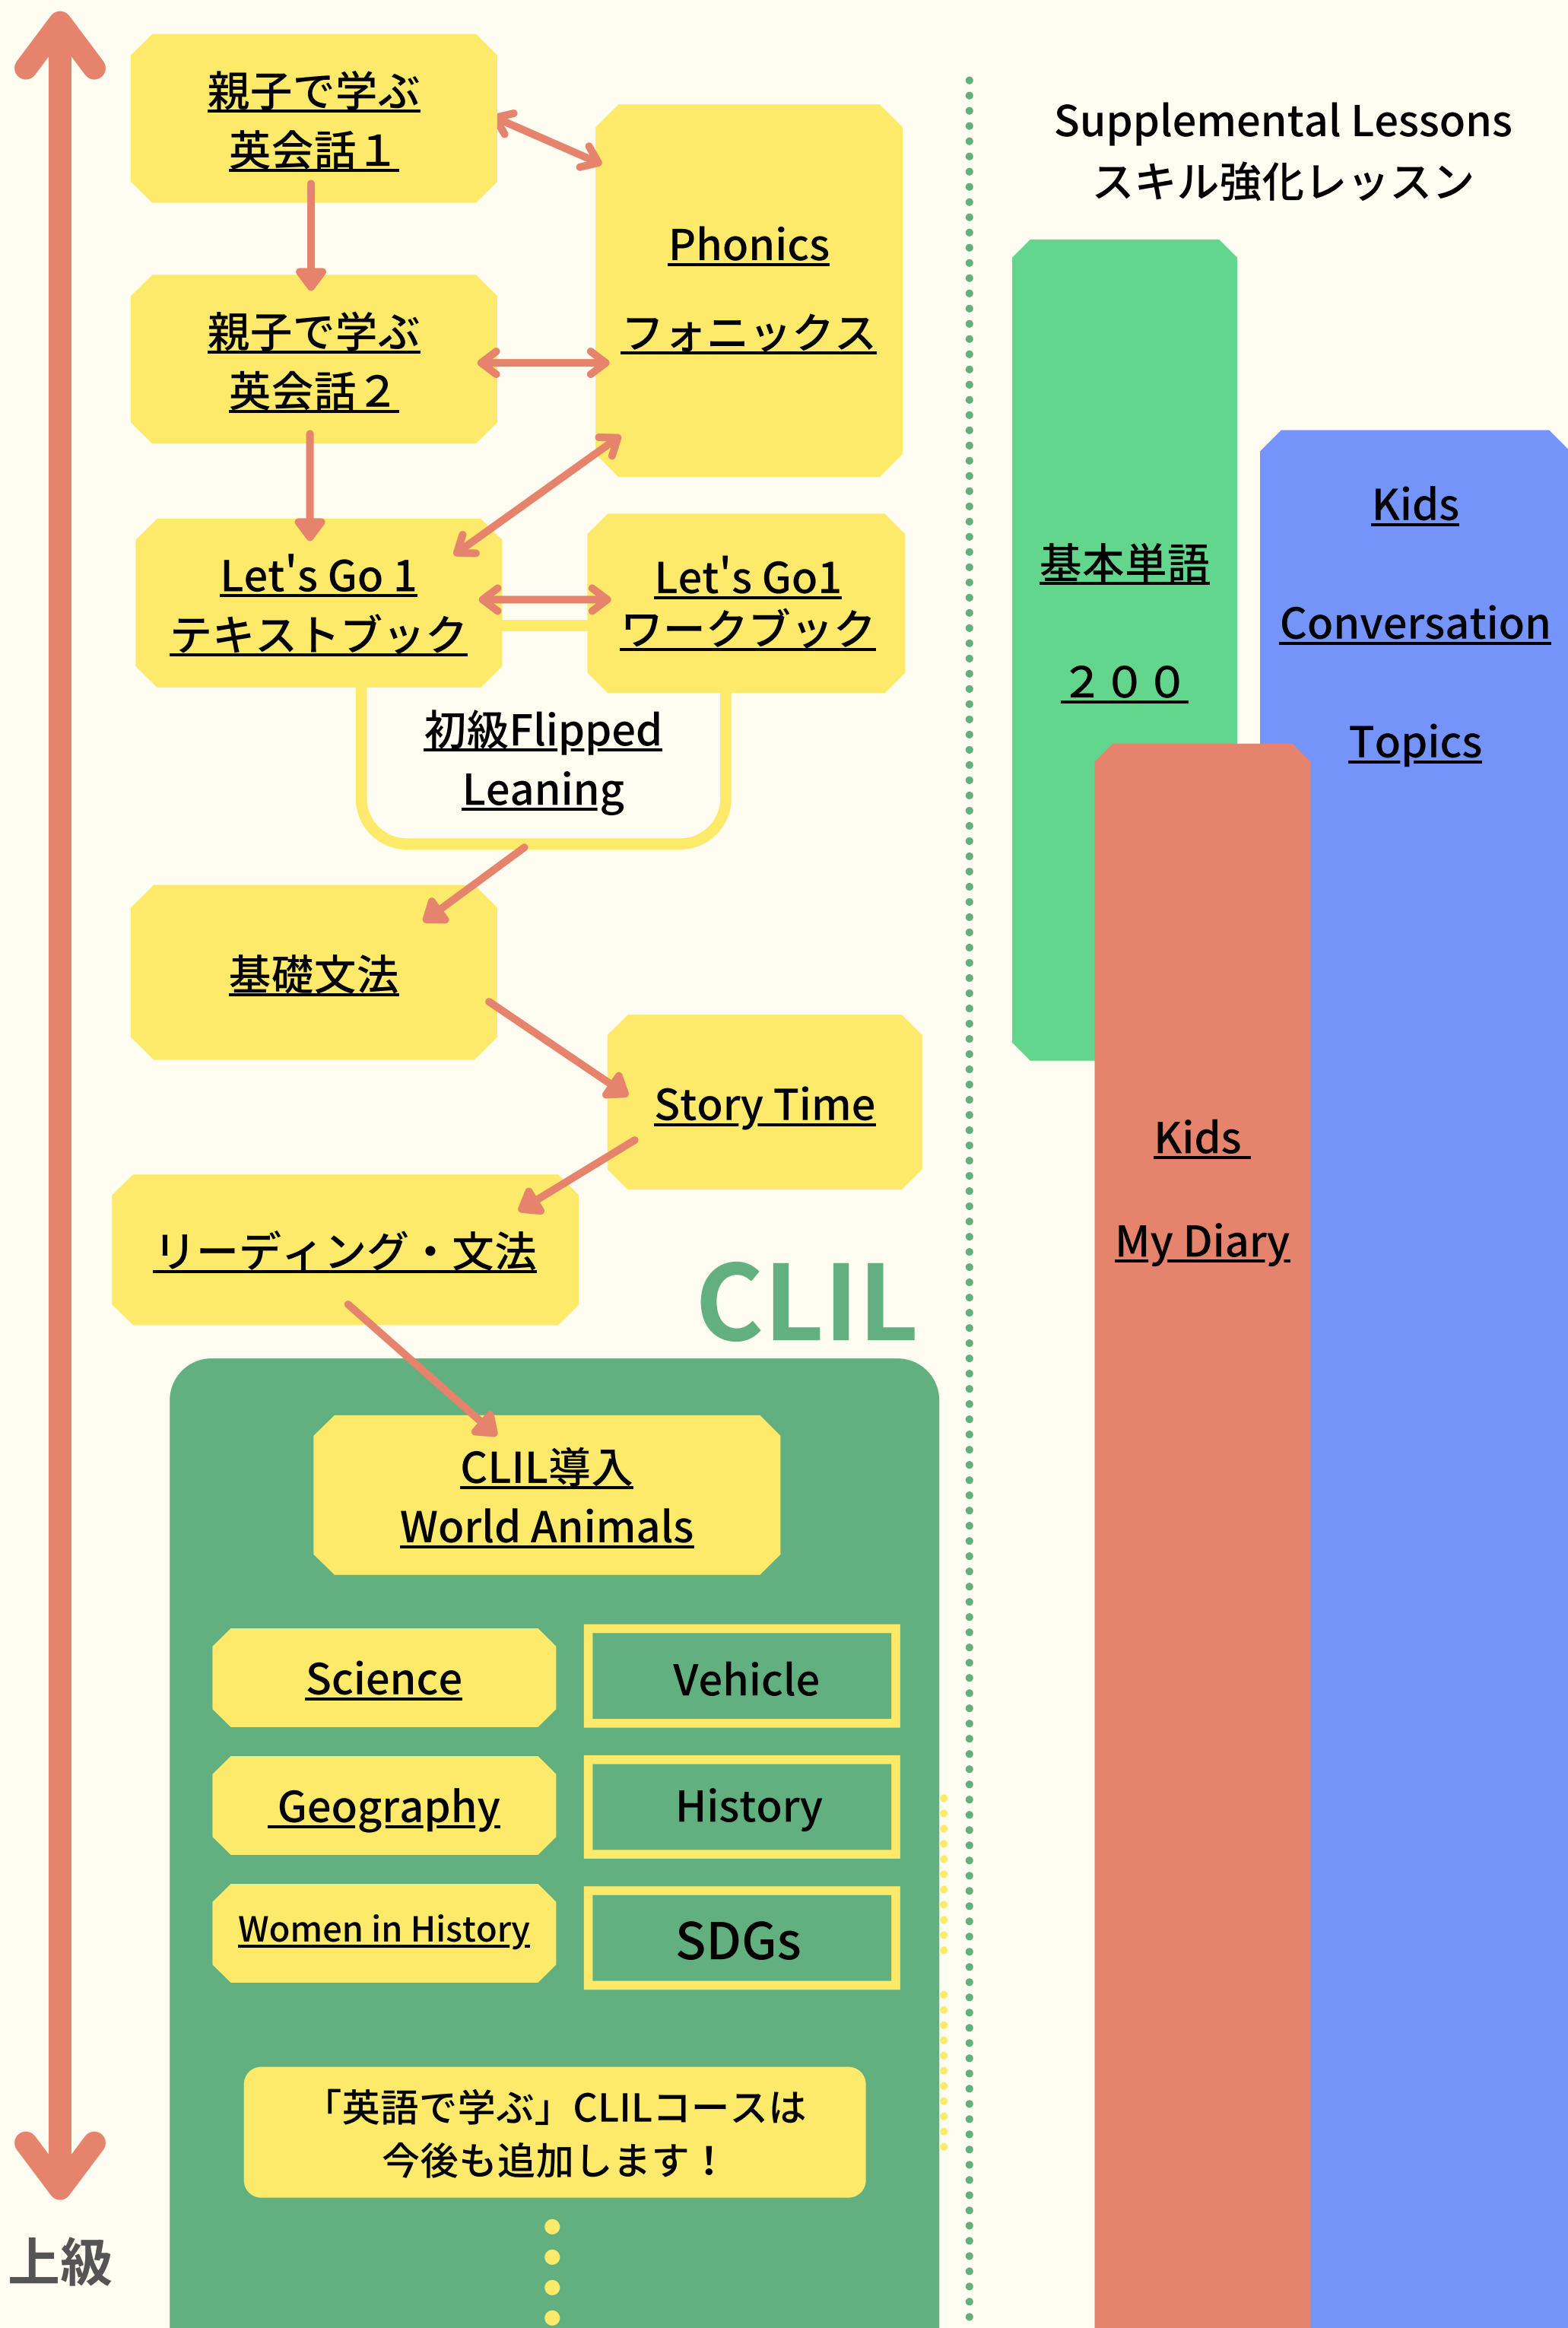 親子で学ぶ
英会話１
Phonics
フォニックス
親子で学ぶ
英会話２
Let's Go 1
テキストブック
Let's Go1
ワークブック
初級Flipped
Leaning
基礎文法
Story Time
リーディング・文法
CLIL
CLIL導入
World Animals
Science
Vehicle
Geography
History
Women in History
SDGs
「英語で学ぶ」CLILコースは
今後も追加します！
上級
Supplemental Lessons
スキル強化レッスン
基本単語
２００
Kids
Conversation
Topics
Kids
My Diary